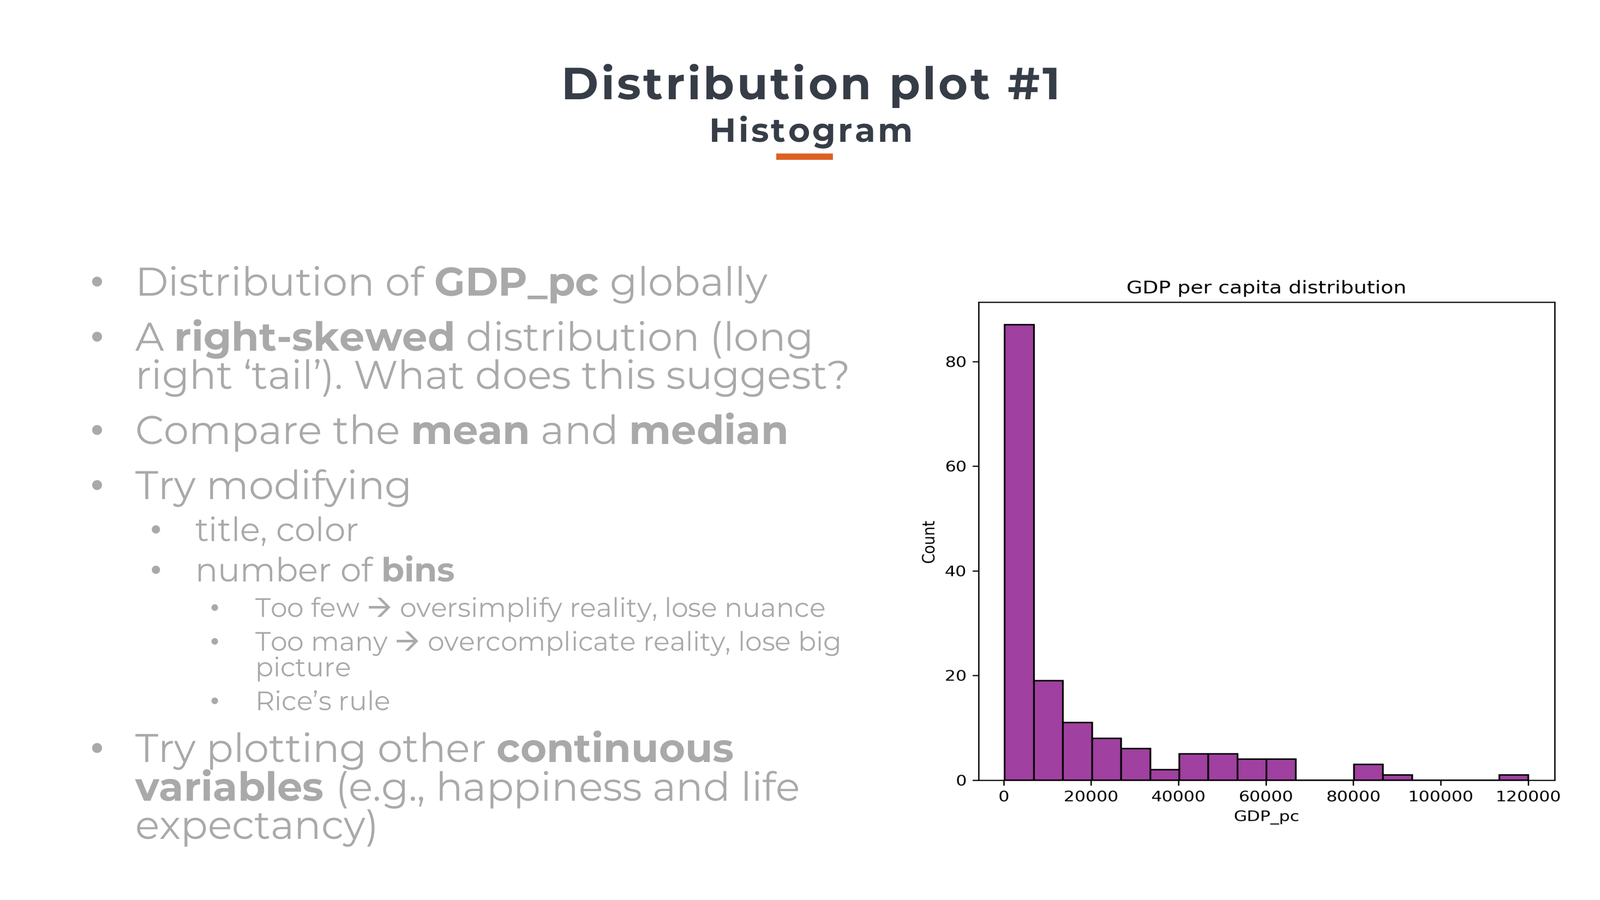 Distribution plot #1
Histogram
• Distribution of GDP_pc globally
• A right-skewed distribution (long
right ‘tail’). What does this suggest?
• Compare the mean and median
• Try modifying
• title, color
• number of bins
• Too few → oversimplify reality, lose nuance
• Too many → overcomplicate reality, lose big
picture
• Rice’s rule
• Try plotting other continuous
variables (e.g., happiness and life
expectancy)
GDP per capita distribution
Count
80
60
40
20
0
0 20000 40000 60000 80000 100000 120000
GDP_pc